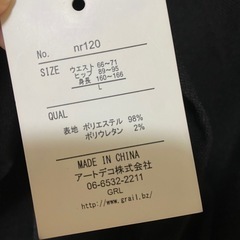 No. nr120
SIZE ウエスト 66~71
ヒップ 89~95
身長 160~166
L
QUAL
表地 ポリエステル 98%
ポリウレタン 2%
MADE IN CHINA
アートデコ株式会社
06-6532-2211
GRL
http://www.grail.bz/